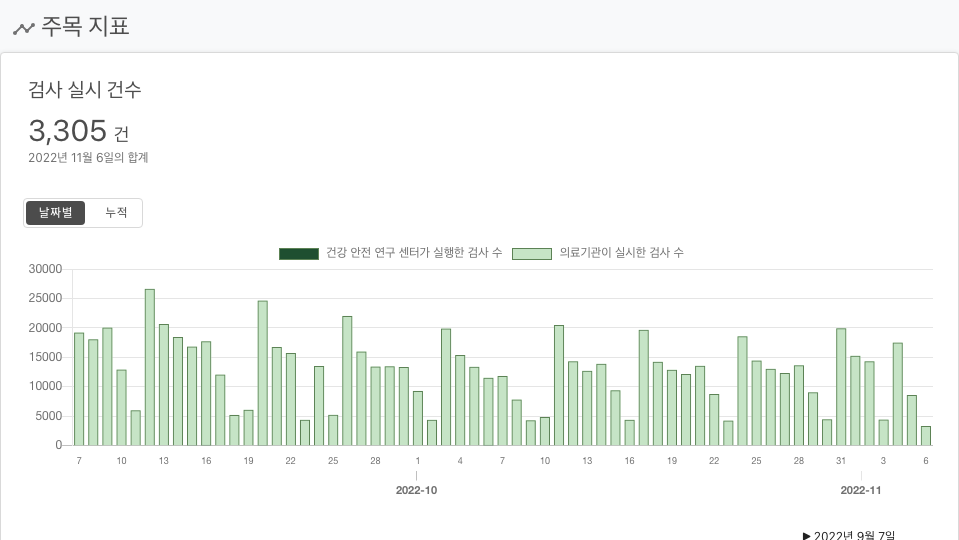 주목 지표
검사 실시 건수
3,305 건
2022년 11월 6일의 합계
날짜별 누적
건강 안전 연구 센터가 실행한 검사 수 의료기관이 실시한 검사 수
30000
25000
20000
15000
10000
5000
0
7 10 13 16 19 22 25 28 1 4 7 10 13 16 19 22 25 28 31 3 6
2022-10 2022-11
▶ 2022년 9월 7일